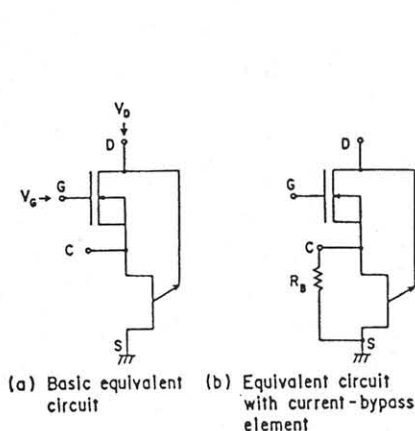 V_D
D
V_G
G
C
S
(a) Basic equivalent
circuit
D
G
C
R_B
S
(b) Equivalent circuit
with current-bypass
element